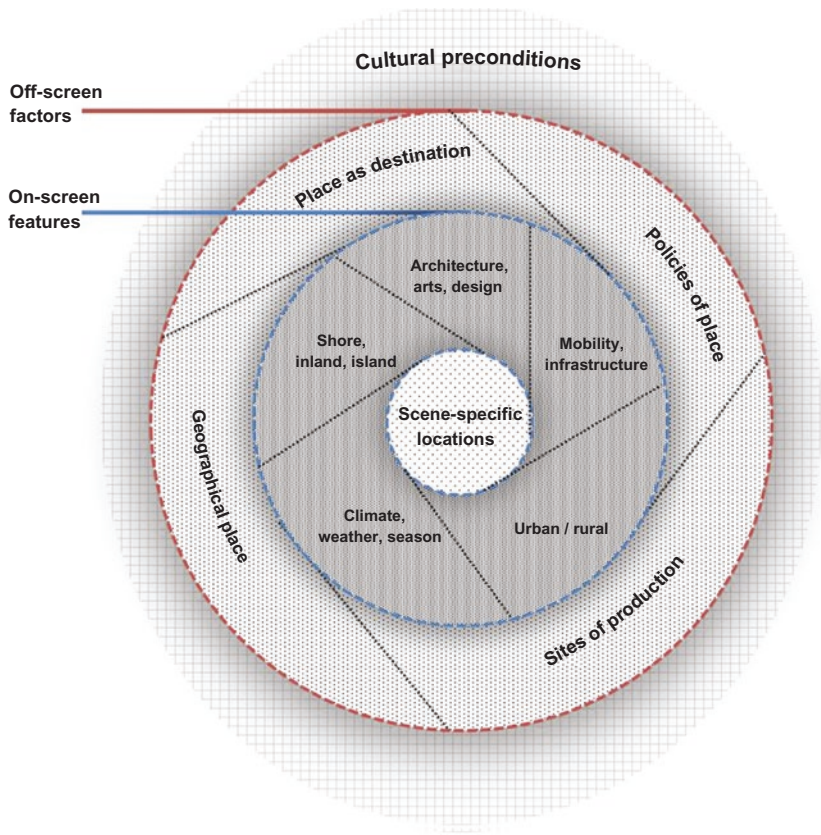 Cultural preconditions
Off-screen
factors
Place as destination
On-screen
features
Policies of place
Architecture,
arts, design
Shore,
inland, island
Mobility,
infrastructure
Scene-specific
locations
Geographical place
Climate,
weather, season
Urban / rural
Sites of production